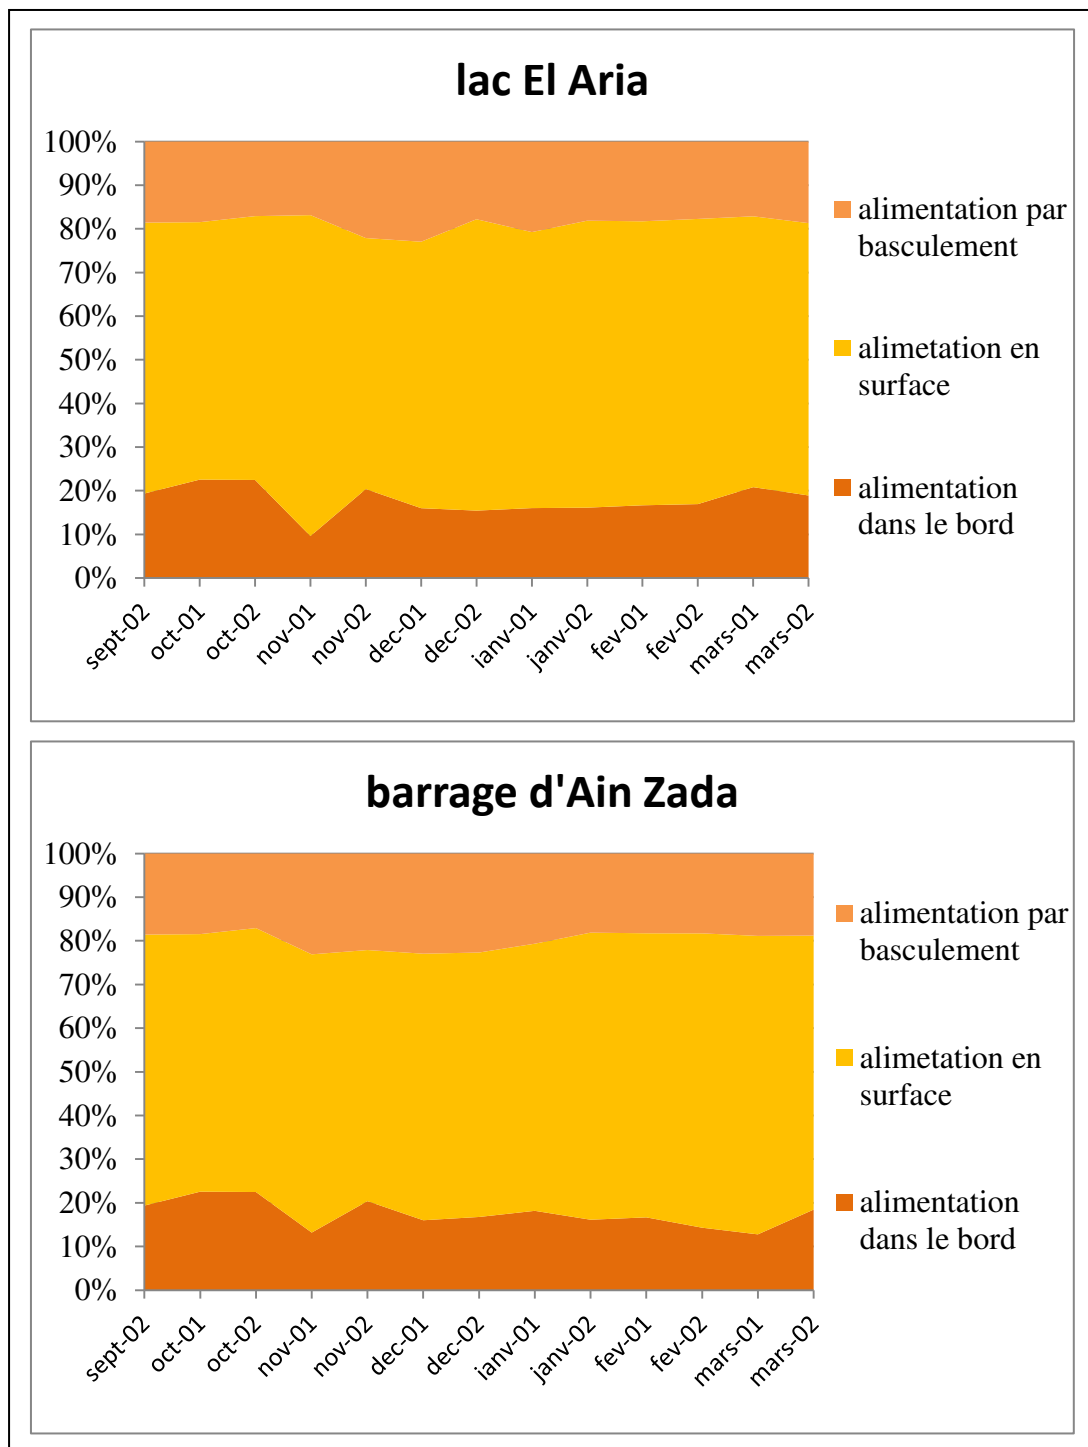 lac El Aria
100%
90%
80%
70%
60%
50%
40%
30%
20%
10%
0%
sept-02
oct-01
oct-02
nov-01
nov-02
dec-01
dec-02
ianv-01
janv-02
fev-01
fev-02
mars-01
mars-02
alimentation par
basculement
alimetation en
surface
alimentation
dans le bord
barrage d'Ain Zada
100%
90%
80%
70%
60%
50%
40%
30%
20%
10%
0%
sept-02
oct-01
oct-02
nov-01
nov-02
dec-01
dec-02
ianv-01
janv-02
fev-01
fev-02
mars-01
mars-02
alimentation par
basculement
alimetation en
surface
alimentation
dans le bord